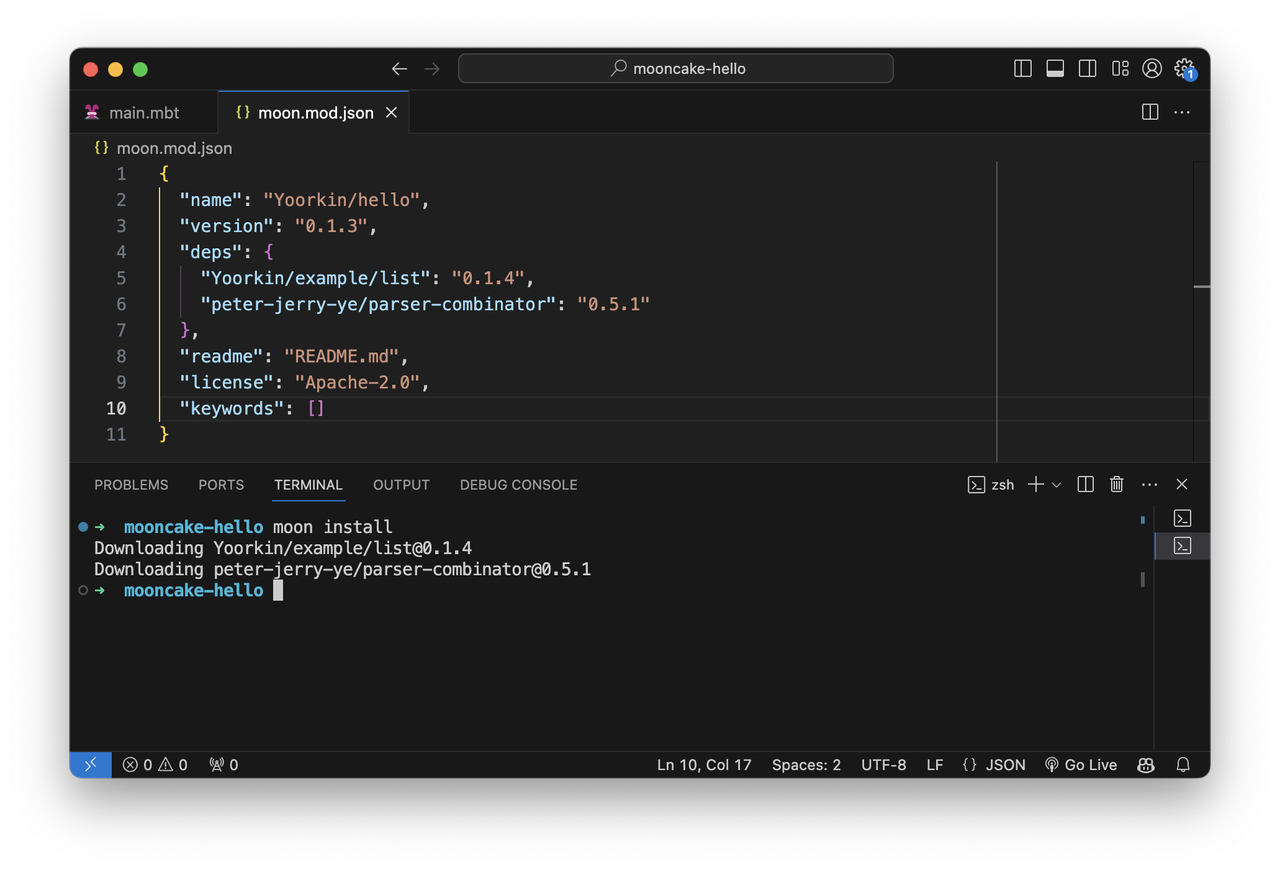 mooncake-hello
1
main.mbt
{} moon.mod.json
{} moon.mod.json
1 {
2 "name": "Yoorkin/hello",
3 "version": "0.1.3",
4 "deps": {
5 "Yoorkin/example/list": "0.1.4",
6 "peter-jerry-ye/parser-combinator": "0.5.1"
7 },
8 "readme": "README.md",
9 "license": "Apache-2.0",
10 "keywords": []
11 }
PROBLEMS PORTS TERMINAL OUTPUT DEBUG CONSOLE zsh
➜ mooncake-hello moon install
Downloading Yoorkin/example/list@0.1.4
Downloading peter-jerry-ye/parser-combinator@0.5.1
➜ mooncake-hello
0 0 0 Ln 10, Col 17 Spaces: 2 UTF-8 LF {} JSON Go Live